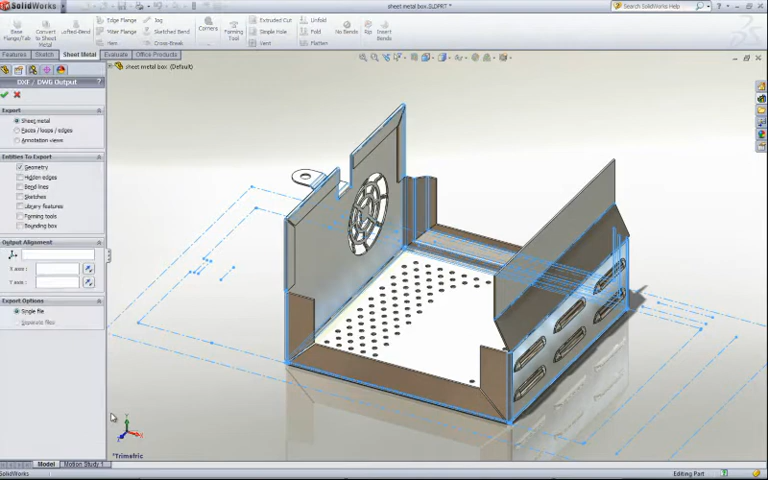 SolidWorks
sheet metal box.SLDPRT *
Search SolidWorks Help
Base Flange/Tab
Convert to Sheet Metal
Lofted-Bend
Edge Flange
Miter Flange
Hem
Jog
Sketched Bend
Cross-Break
Corners
Forming Tool
Extruded Cut
Simple Hole
Vent
Unfold
Fold
Flatten
No Bends
Rip
Insert Bends
Features
Sketch
Sheet Metal
Evaluate
Office Products
sheet metal box (Default)
DXF / DWG Output
?
Export
Sheet metal
Faces / loops / edges
Annotation views
Entities To Export
Geometry
Hidden edges
Bend lines
Sketches
Library features
Forming tools
Bounding box
Output Alignment
X axis:
Y axis:
Export Options
Single file
Separate files
*Trimetric
Model
Motion Study 1
SolidWorks
Editing Part